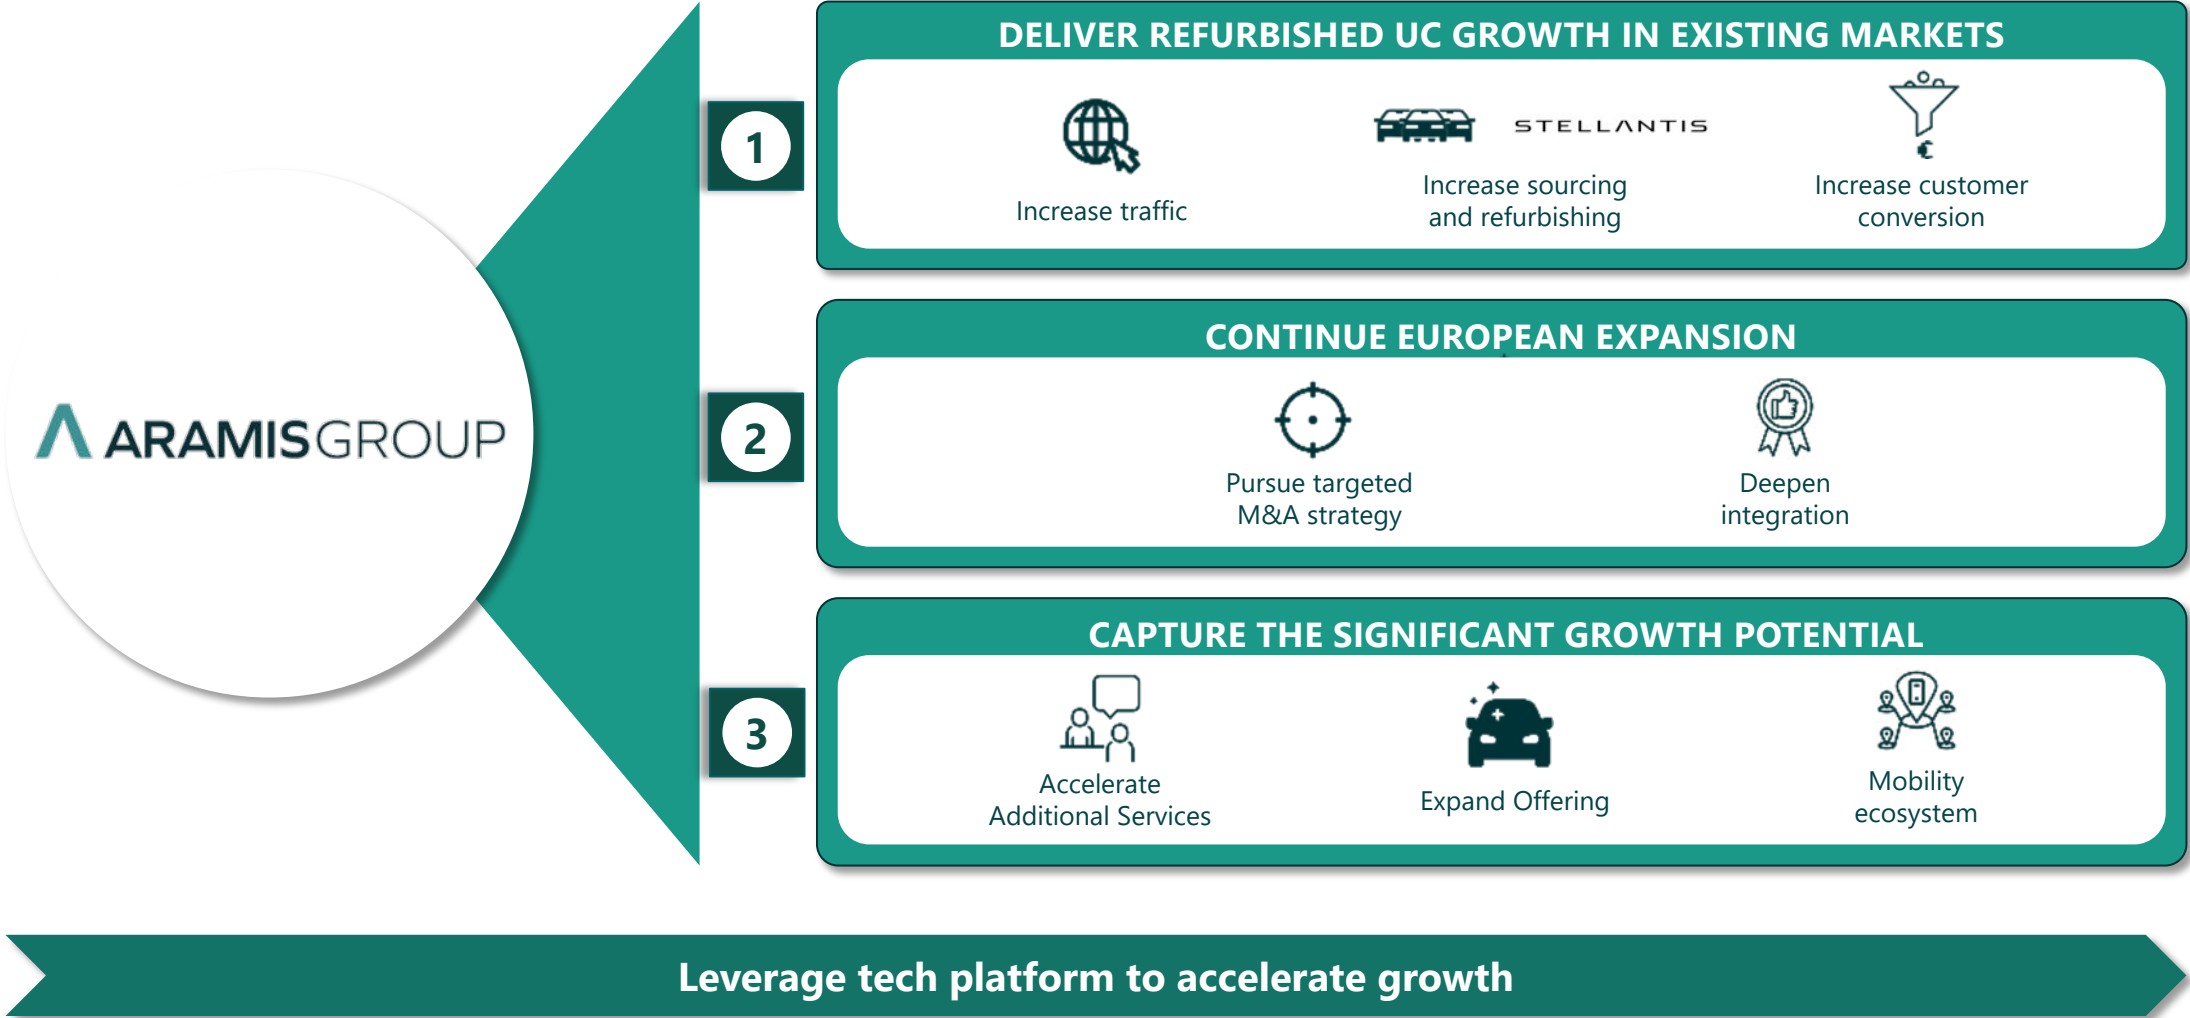 ARAMISGROUP
1
DELIVER REFURBISHED UC GROWTH IN EXISTING MARKETS
Increase traffic
STELLANTIS
Increase sourcing
and refurbishing
€
Increase customer
conversion
2
CONTINUE EUROPEAN EXPANSION
Pursue targeted
M&A strategy
Deepen
integration
3
CAPTURE THE SIGNIFICANT GROWTH POTENTIAL
Accelerate
Additional Services
Expand Offering
Mobility
ecosystem
Leverage tech platform to accelerate growth